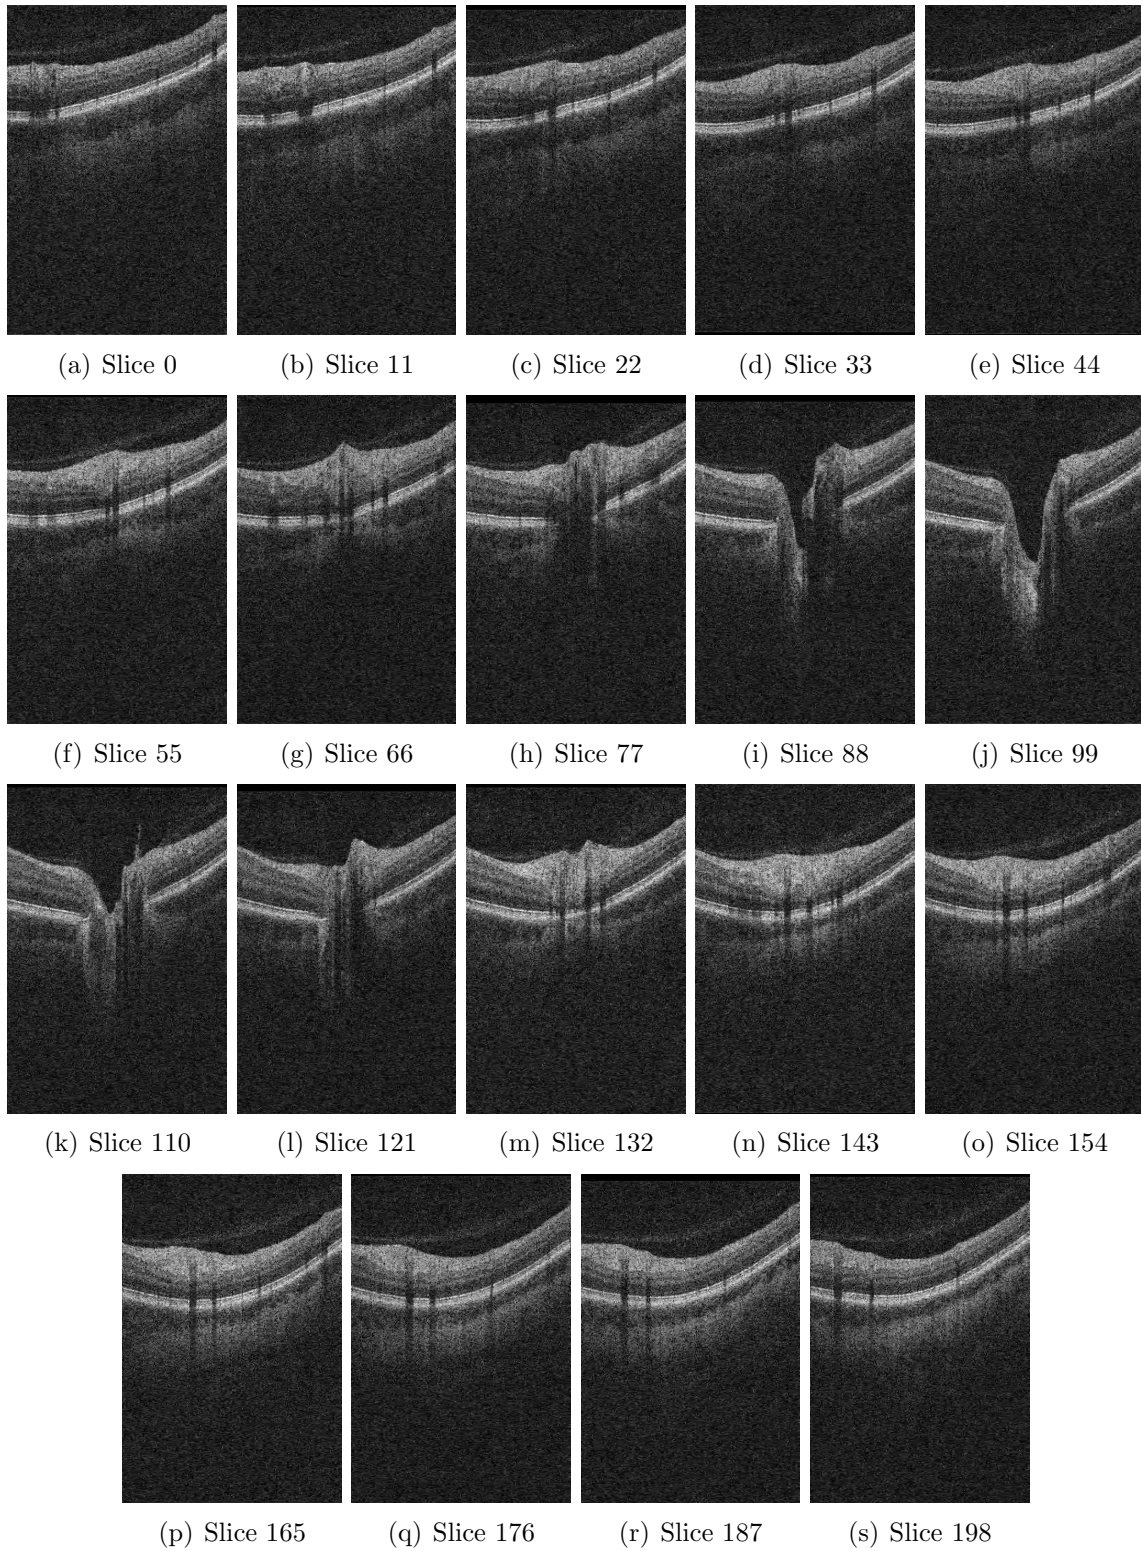 (a) Slice 0 (b) Slice 11 (c) Slice 22 (d) Slice 33 (e) Slice 44
(f) Slice 55 (g) Slice 66 (h) Slice 77 (i) Slice 88 (j) Slice 99
(k) Slice 110 (l) Slice 121 (m) Slice 132 (n) Slice 143 (o) Slice 154
(p) Slice 165 (q) Slice 176 (r) Slice 187 (s) Slice 198